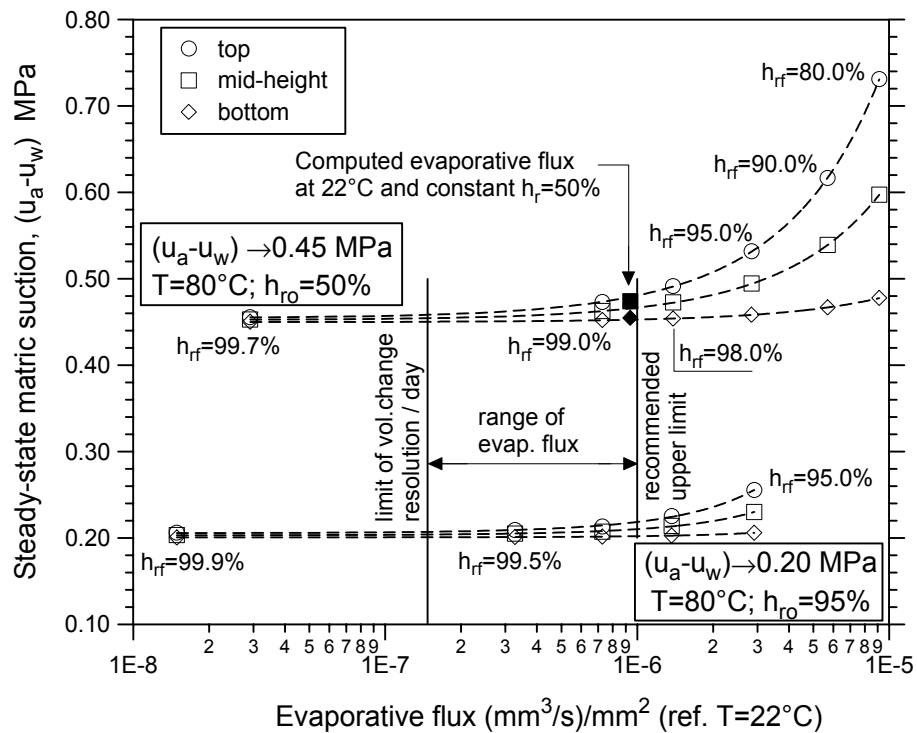 0.80
0.70
0.60
0.50
0.40
0.30
0.20
0.10
Steady-state matric suction, (u_a-u_w) MPa
top
mid-height
bottom
h_rf=80.0%
h_rf=90.0%
h_rf=95.0%
Computed evaporative flux
at 22°C and constant h_r=50%
(u_a-u_w) →0.45 MPa
T=80°C; h_ro=50%
h_rf=99.7%
h_rf=99.0%
h_rf=98.0%
limit of vol.change
resolution / day
range of
evap. flux
recommended
upper limit
h_rf=95.0%
h_rf=99.9%
h_rf=99.5%
(u_a-u_w)→0.20 MPa
T=80°C; h_ro=95%
2 3 4 5 6 7 8 9 2 3 4 5 6 7 8 9 2 3 4 5 6 7 8 9
1E-8 1E-7 1E-6 1E-5
Evaporative flux (mm³/s)/mm² (ref. T=22°C)